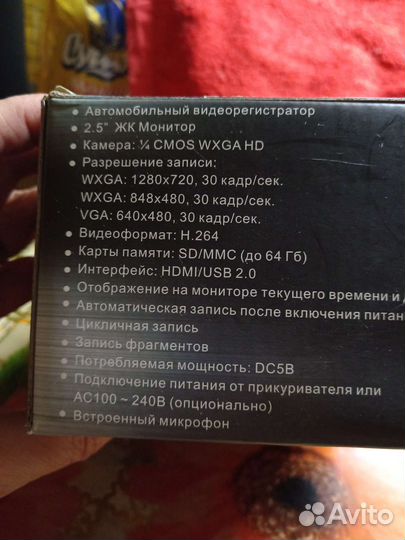 • Автомобильный видеорегистратор
• 2.5" ЖК Монитор
• Камера: ¼ CMOS WXGA HD
• Разрешение записи:
WXGA: 1280x720, 30 кадр/сек.
WXGA: 848x480, 30 кадр/сек.
VGA: 640x480, 30 кадр/сек.
• Видеоформат: H.264
• Карты памяти: SD/MMC (до 64 Гб)
• Интерфейс: HDMI/USB 2.0
• Отображение на мониторе текущего времени и
• Автоматическая запись после включения
• Цикличная запись
• Запись фрагментов
• Потребляемая мощность: DC5В
• Подключение питания от прикуривателя или
AC100 ~ 240В (опционально)
• Встроенный микрофон
Avito